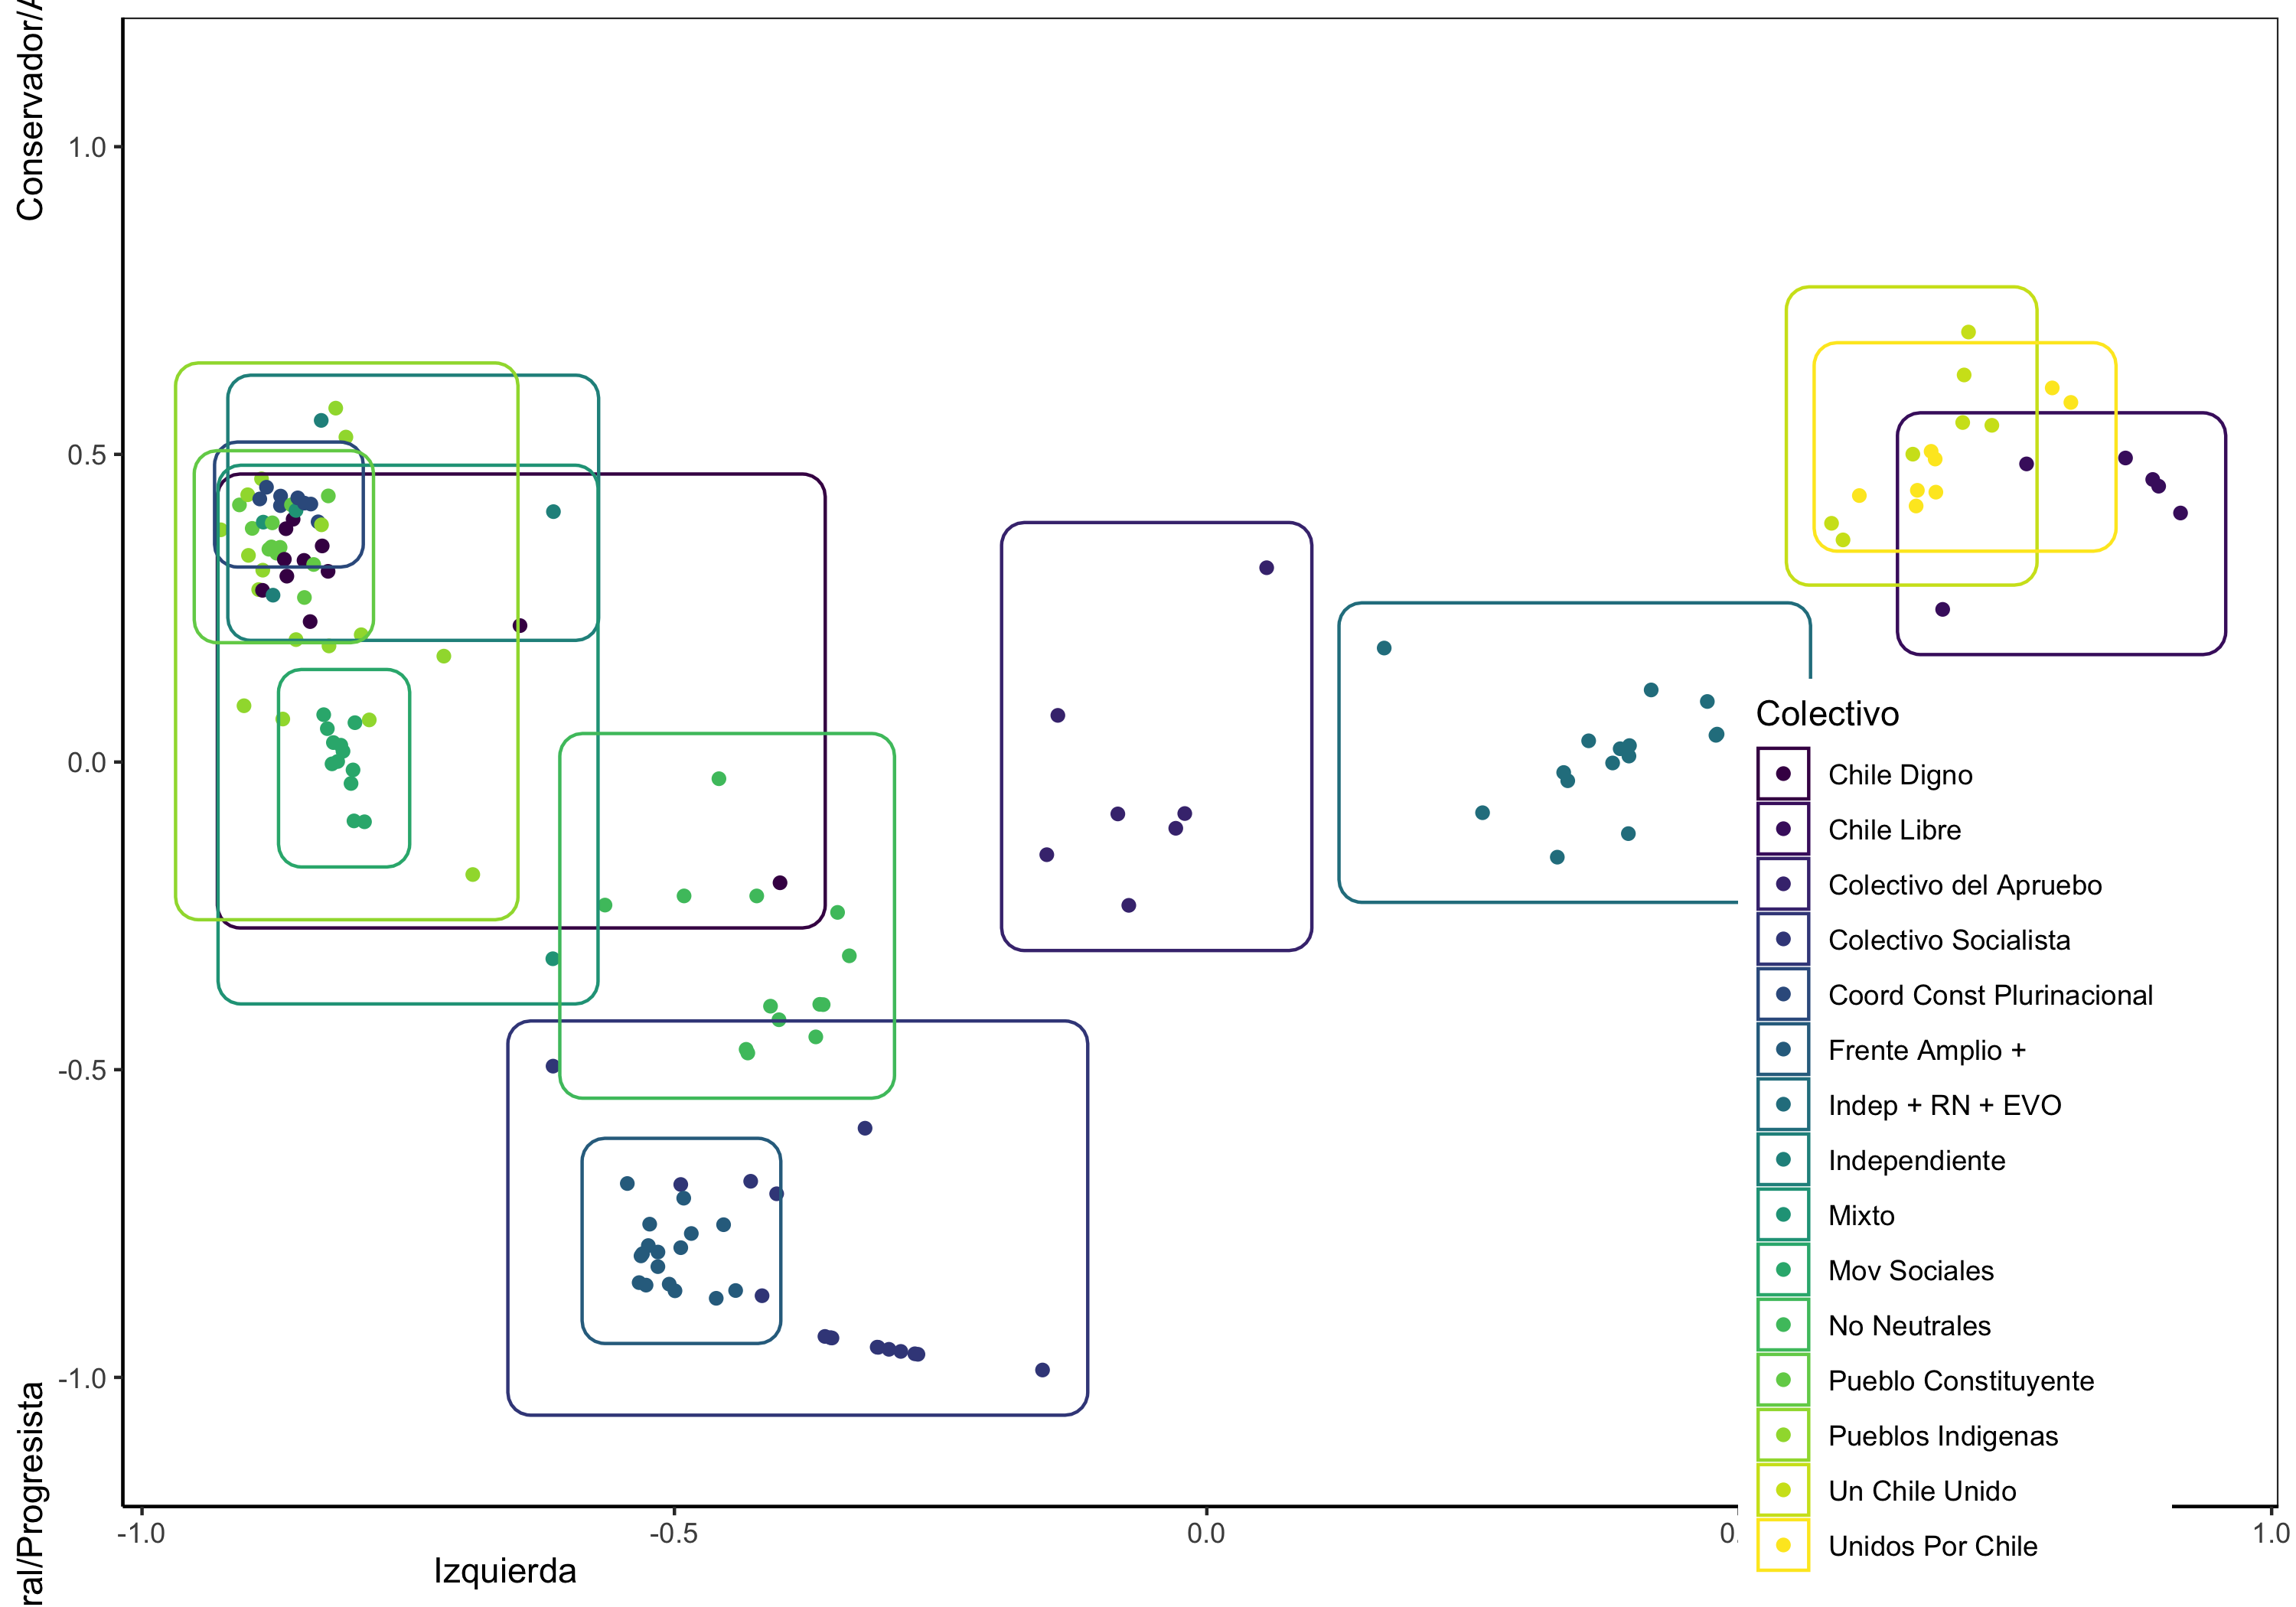 Conservador/A
1.0
0.5
0.0
-0.5
-1.0
ral/Progresista
-1.0
-0.5
0.0
0.
1.0
Izquierda
Colectivo
Chile Digno
Chile Libre
Colectivo del Apruebo
Colectivo Socialista
Coord Const Plurinacional
Frente Amplio +
Indep + RN + EVO
Independiente
Mixto
Mov Sociales
No Neutrales
Pueblo Constituyente
Pueblos Indigenas
Un Chile Unido
Unidos Por Chile